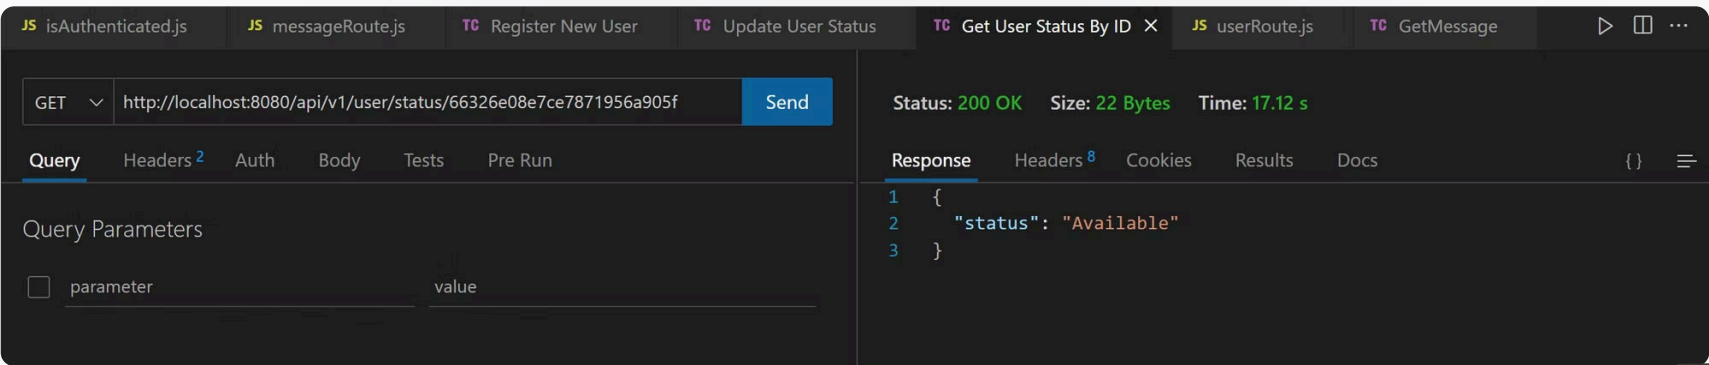 JS isAuthenticated.js JS messageRoute.js TC Register New User TC Update User Status TC Get User Status By ID JS userRoute.js TC GetMessage
GET http://localhost:8080/api/v1/user/status/66326e08e7ce7871956a905f Send
Query Headers 2 Auth Body Tests Pre Run
Query Parameters
parameter value
Status: 200 OK Size: 22 Bytes Time: 17.12 s
Response Headers 8 Cookies Results Docs {}
1 {
2 "status": "Available"
3 }